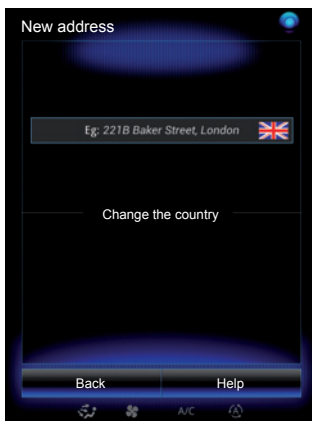 New address
Eg: 221B Baker Street, London
Change the country
Back Help
A/C A